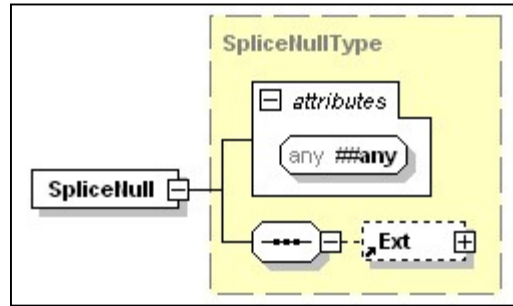 SpliceNullType
attributes
any ##any
SpliceNull
Ext